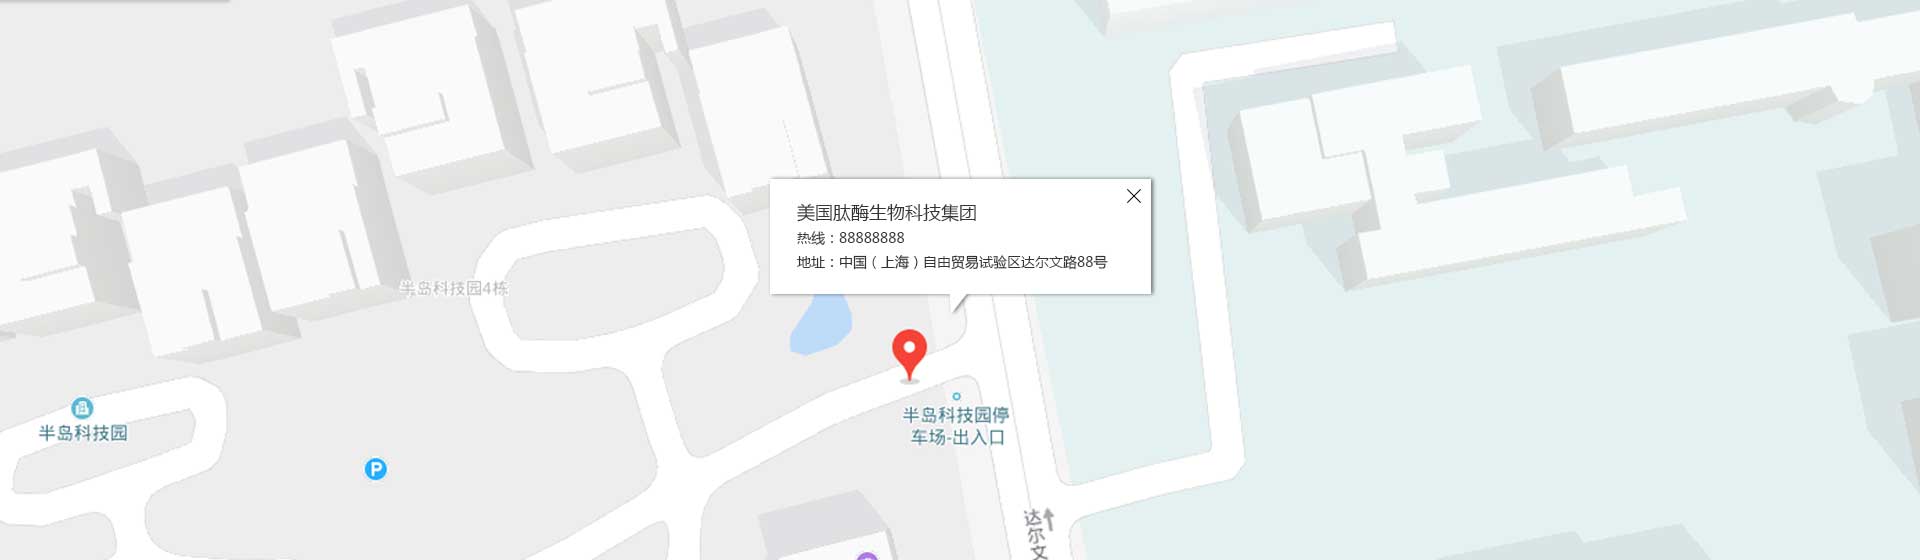 美国肽酶生物科技集团
热线：88888888
地址：中国（上海）自由贸易试验区达尔文路88号
半岛科技园4栋
半岛科技园停
车场-出入口
半岛科技园
P
达尔文